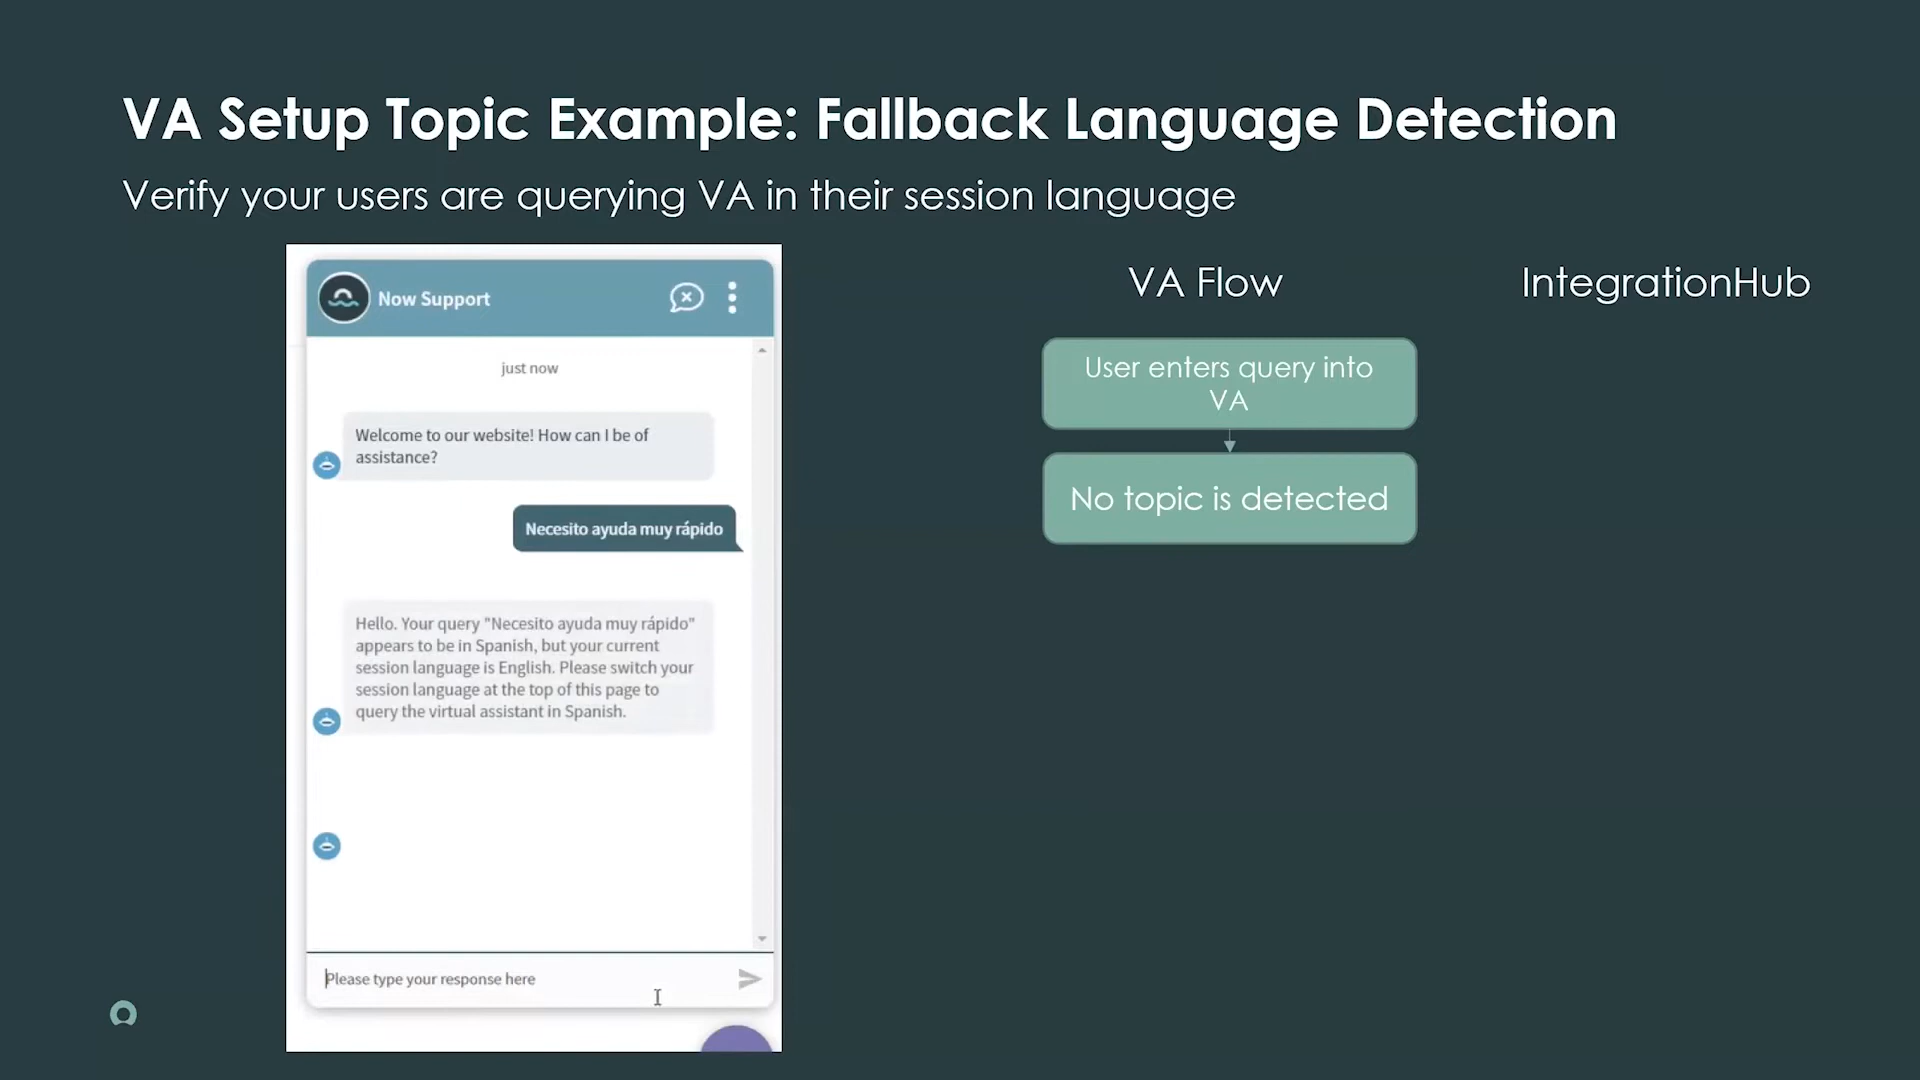 VA Setup Topic Example: Fallback Language Detection
Verify your users are querying VA in their session language
Now Support
just now
Welcome to our website! How can I be of
assistance?
Necesito ayuda muy rápido
Hello. Your query "Necesito ayuda muy rápido"
appears to be in Spanish, but your current
session language is English. Please switch your
session language at the top of this page to
query the virtual assistant in Spanish.
Please type your response here
VA Flow
IntegrationHub
User enters query into
VA
No topic is detected